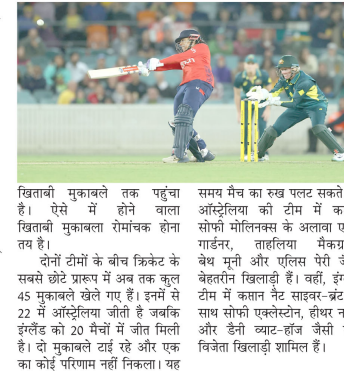 खिताबी मुकाबले तक पहुंचा
है। ऐसे में होने वाला
खिताबी मुकाबला रोमांचक होना
तय है।
दोनों टीमों के बीच क्रिकेट के
सबसे छोटे प्रारूप में अब तक कुल
45 मुकाबले खेले गए हैं। इनमें से
22 में ऑस्ट्रेलिया जीती है जबकि
इंग्लैंड को 20 मैचों में जीत मिली
है। दो मुकाबले टाई रहे और एक
का कोई परिणाम नहीं निकला। यह
समय मैच का रुख पलट सकते
ऑस्ट्रेलिया की टीम में
सोफी मोलिनक्स के अलावा
गार्डनर, ताहलिया
बेथ मूनी और एलिस पेरी
बेहतरीन खिलाड़ी हैं। वहीं,
टीम में कप्तान नैट साइवर-ब्रंट
साथ सोफी एक्लेस्टोन, हीथर
और डैनी व्याट-हॉज जैसी
विजेता खिलाड़ी शामिल हैं।